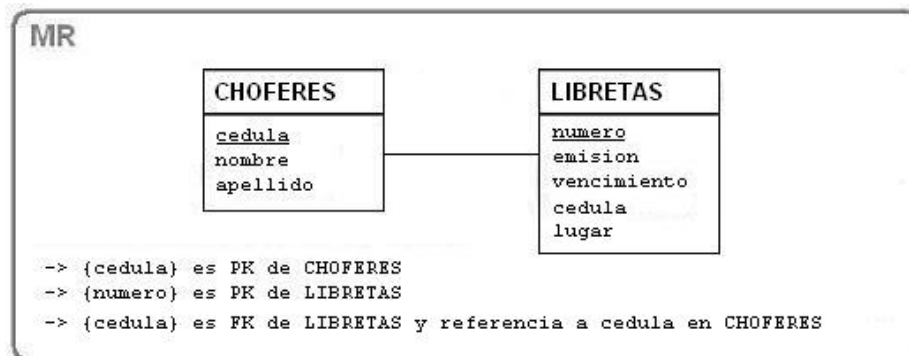 MR
CHOFERES
cedula
nombre
apellido
LIBRETAS
numero
emision
vencimiento
cedula
lugar
-> {cedula} es PK de CHOFERES
-> {numero} es PK de LIBRETAS
-> {cedula} es FK de LIBRETAS y referencia a cedula en CHOFERES